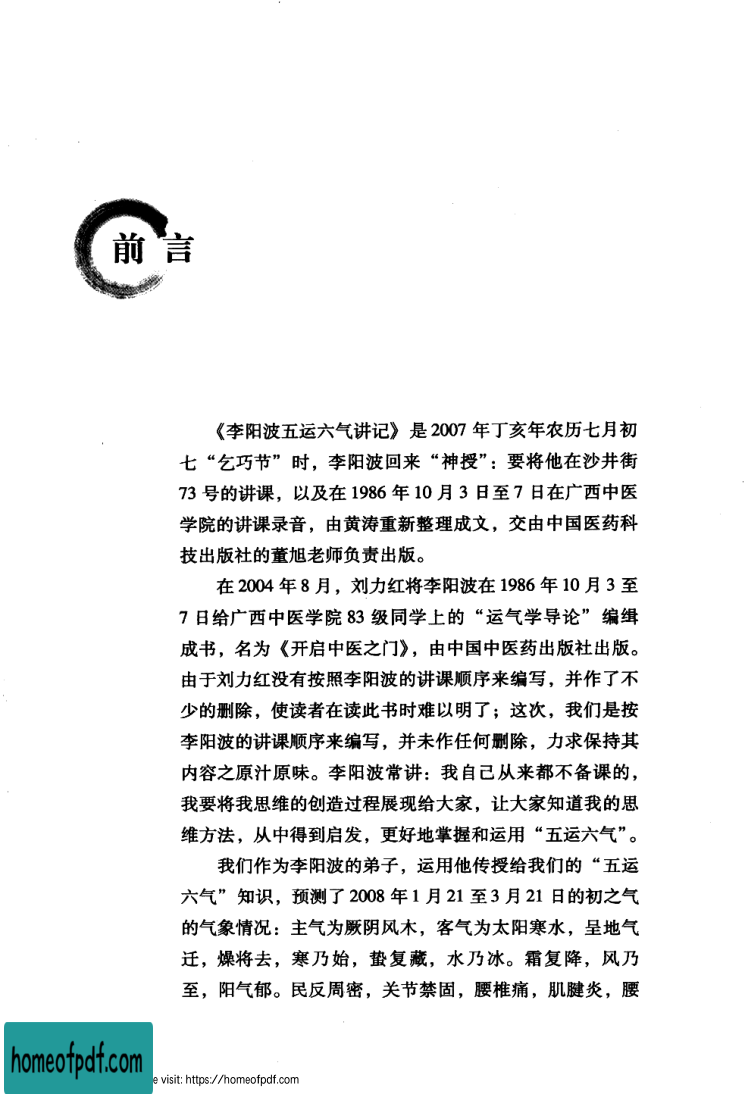 前言
《李阳波五运六气讲记》是2007年丁亥年农历七月初
七“乞巧节”时，李阳波回来“神授”：要将他在沙井街
73号的讲课，以及在1986年10月3日至7日在广西中医
学院的讲课录音，由黄涛重新整理成文，交由中国医药科
技出版社的董旭老师负责出版。
在2004年8月，刘力红将李阳波在1986年10月3至
7日给广西中医学院83级同学上的“运气学导论”编缉
成书，名为《开启中医之门》，由中国中医药出版社出版。
由于刘力红没有按照李阳波的讲课顺序来编写，并作了不
少的删除，使读者在读此书时难以明了；这次，我们是按
李阳波的讲课顺序来编写，并未作任何删除，力求保持其
内容之原汁原味。李阳波常讲：我自己从来都不备课的，
我要将我思维的创造过程展现给大家，让大家知道我的思
维方法，从中得到启发，更好地掌握和运用“五运六气”。
我们作为李阳波的弟子，运用他传授给我们的“五运
六气”知识，预测了2008年1月21至3月21日的初之气
的气象情况：主气为厥阴风木，客气为太阳寒水，呈地气
迁，燥将去，寒乃始，蛰复藏，水乃冰。霜复降，风乃
至，阳气郁。民反周密，关节禁固，腰椎痛，肌腱炎，腰
homeofpdf.com
e visit: https://homeofpdf.com